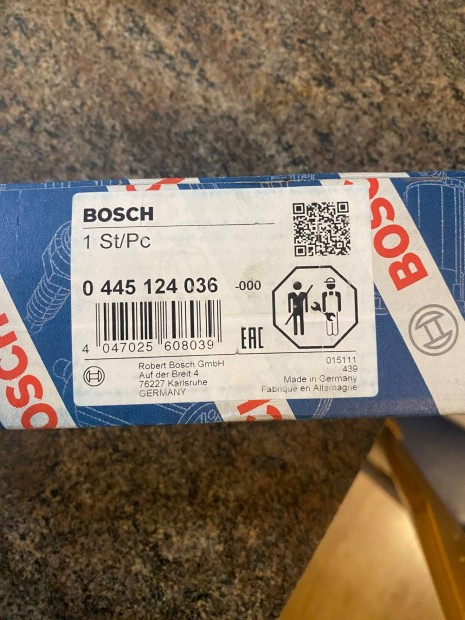 BOSCH
1 St/Pc
0 445 124 036 -000
4 047025 608039
EAC
Robert Bosch GmbH
Auf der Breit 4
76227 Karlsruhe
GERMANY
015111
439
Made in Germany
Fabriqué en Allemagne
BOSCH
OSCH